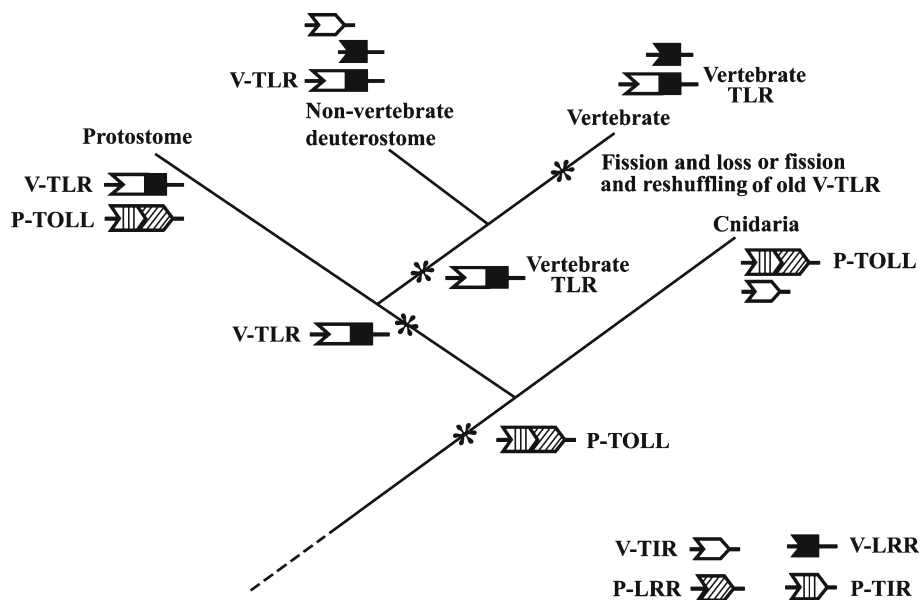 V-TLR
Non-vertebrate
deuterostome
Vertebrate
TLR
Vertebrate
Protostome
V-TLR
P-TOLL
Fission and loss or fission
and reshuffling of old V-TLR
Cnidaria
P-TOLL
Vertebrate
TLR
V-TLR
P-TOLL
V-TIR
V-LRR
P-LRR
P-TIR